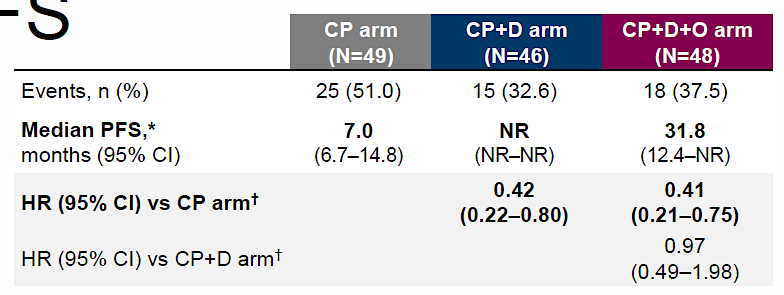 FS
CP arm CP+D arm CP+D+O arm
(N=49) (N=46) (N=48)
Events, n (%) 25 (51.0) 15 (32.6) 18 (37.5)
Median PFS,* 7.0 NR 31.8
months (95% CI) (6.7–14.8) (NR–NR) (12.4–NR)
HR (95% CI) vs CP arm† 0.42 0.41
(0.22–0.80) (0.21–0.75)
HR (95% CI) vs CP+D arm† 0.97
(0.49–1.98)